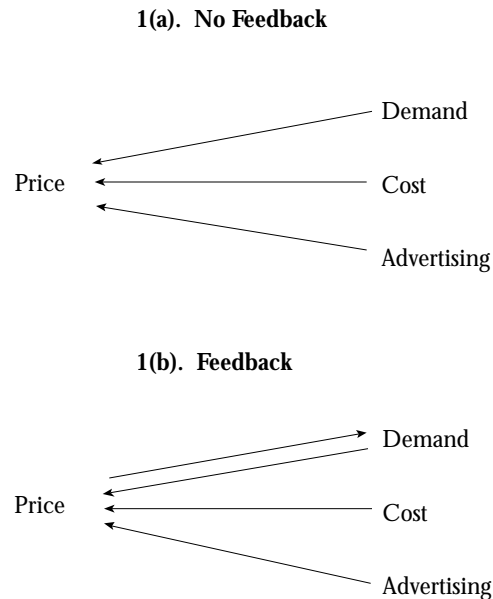 1(a). No Feedback
Demand
Price
Cost
Advertising
1(b). Feedback
Demand
Price
Cost
Advertising